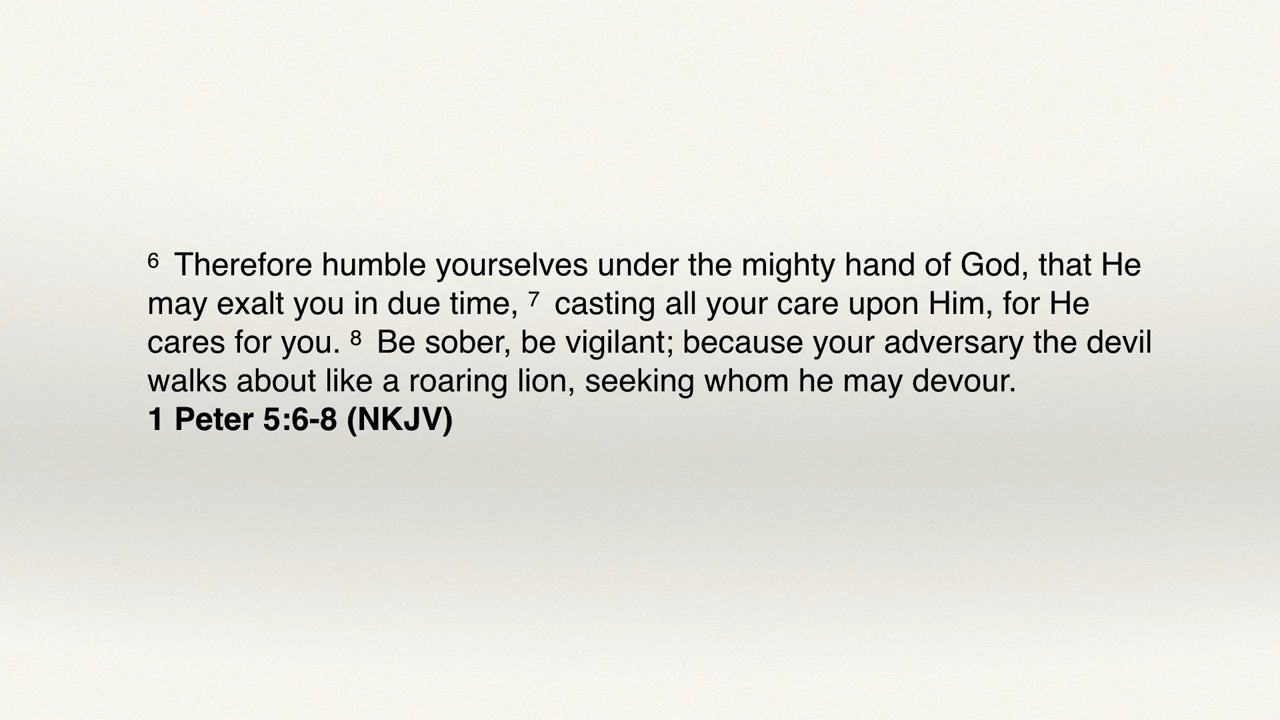 6 Therefore humble yourselves under the mighty hand of God, that He
may exalt you in due time, 7 casting all your care upon Him, for He
cares for you. 8 Be sober, be vigilant; because your adversary the devil
walks about like a roaring lion, seeking whom he may devour.
1 Peter 5:6-8 (NKJV)